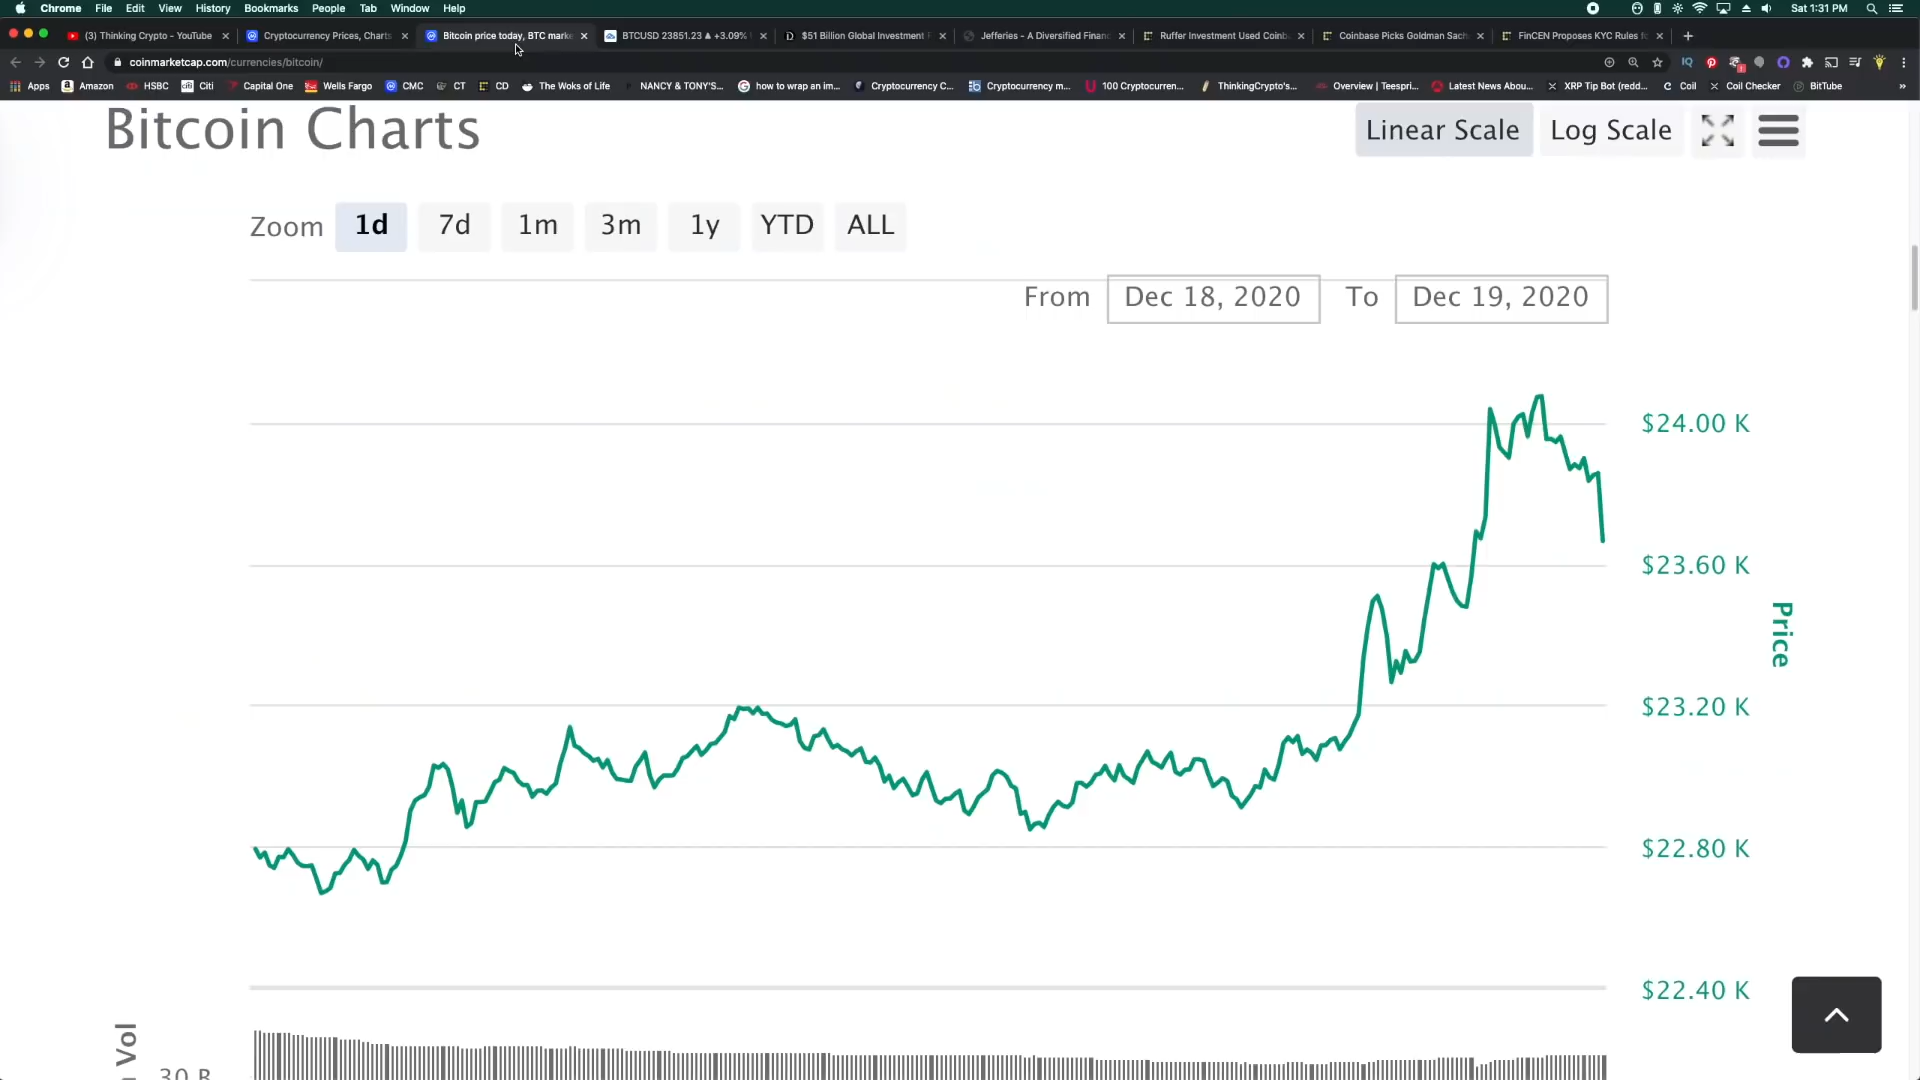 Chrome File Edit View History Bookmarks People Tab Window Help Sat 1:31 PM
(3) Thinking Crypto - YouTube Cryptocurrency Prices, Charts Bitcoin price today, BTC marke BTCUSD 23851.23 ▲ +3.09% $51 Billion Global Investment F Jefferies - A Diversified Financ Ruffer Investment Used Coinb Coinbase Picks Goldman Sach FinCEN Proposes KYC Rules fo
coinmarketcap.com/currencies/bitcoin/
Apps Amazon HSBC Citi Capital One Wells Fargo CMC CT CD The Woks of Life NANCY & TONY'S... how to wrap an im... Cryptocurrency C... Cryptocurrency m... 100 Cryptocurren... ThinkingCrypto's... Overview | Teespri... Latest News Abou... XRP Tip Bot (redd... Coil Coil Checker BitTube »
Bitcoin Charts
Linear Scale Log Scale
Zoom 1d 7d 1m 3m 1y YTD ALL
From Dec 18, 2020 To Dec 19, 2020
$24.00 K
$23.60 K
Price
$23.20 K
$22.80 K
$22.40 K
Vol